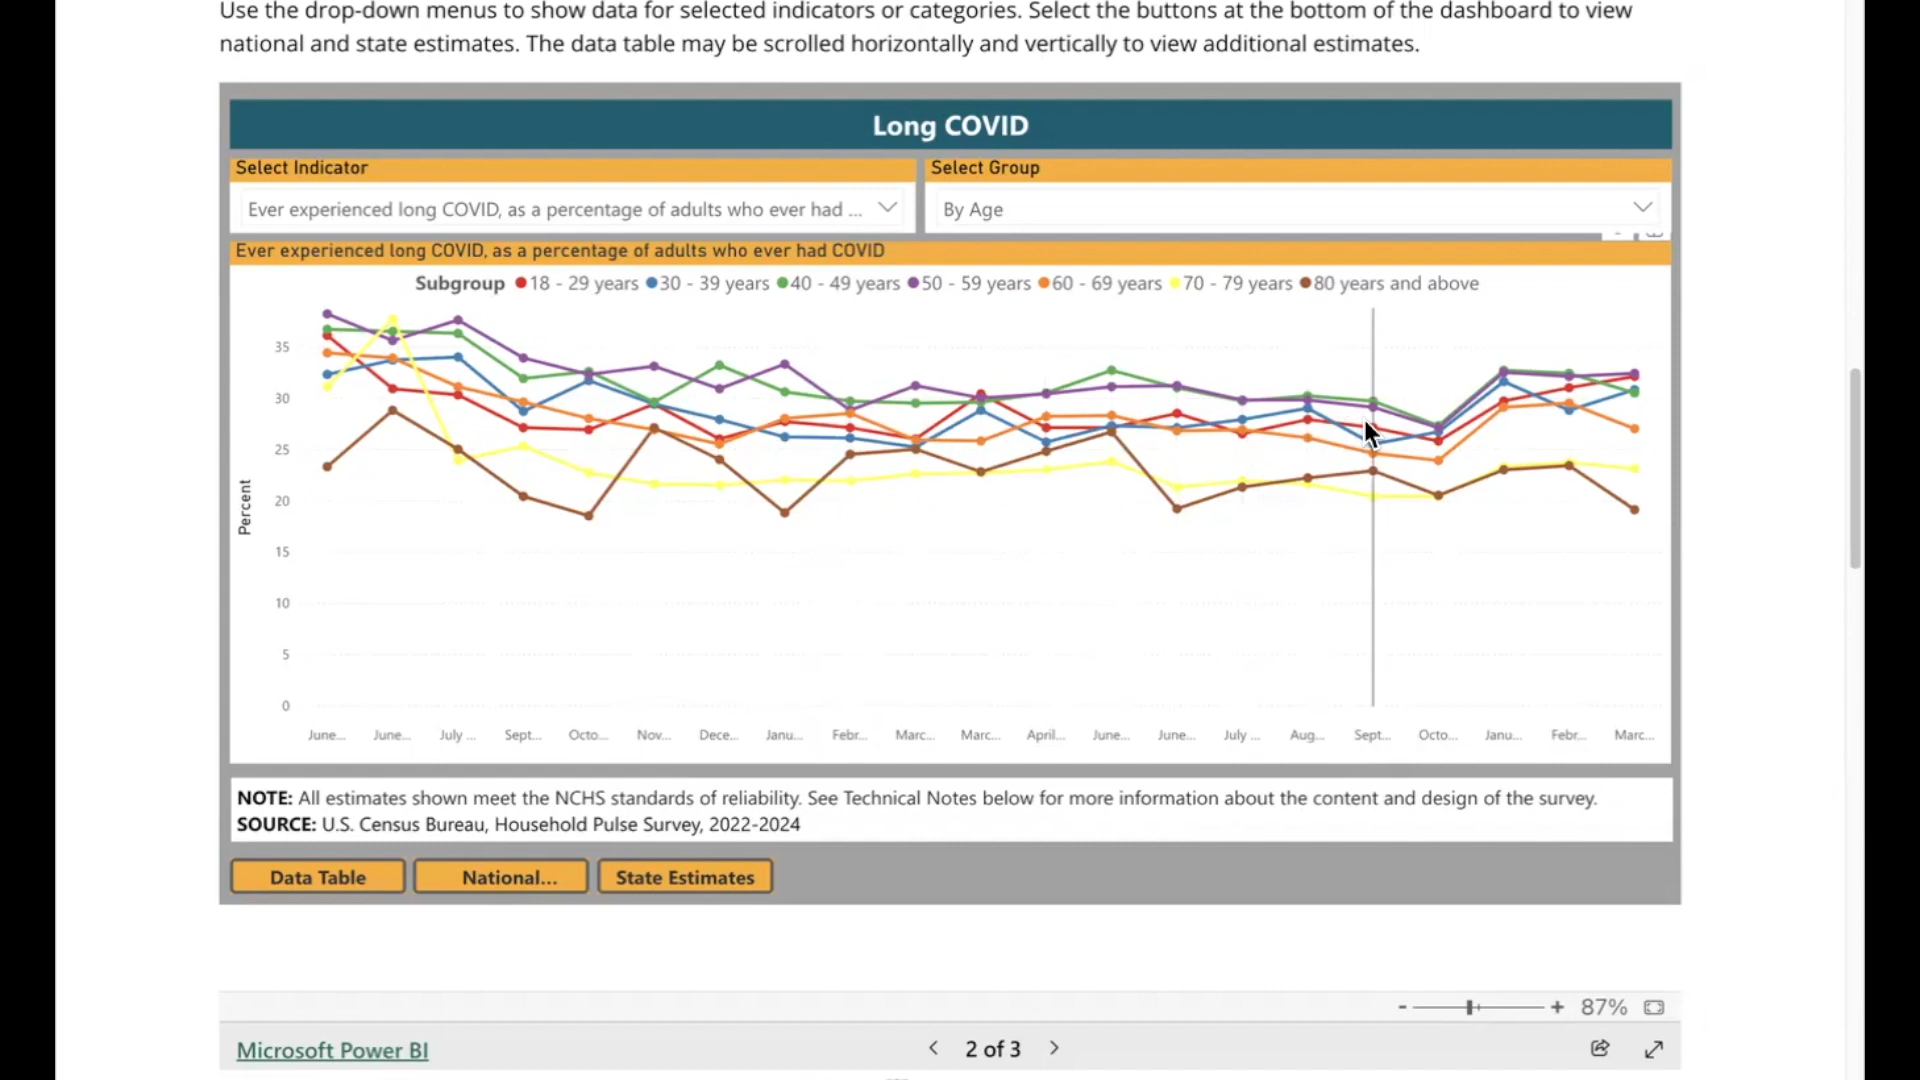 Use the drop-down menus to show data for selected indicators or categories. Select the buttons at the bottom of the dashboard to view
national and state estimates. The data table may be scrolled horizontally and vertically to view additional estimates.
Long COVID
Select Indicator
Select Group
Ever experienced long COVID, as a percentage of adults who ever had ...
By Age
Ever experienced long COVID, as a percentage of adults who ever had COVID
Subgroup 18 - 29 years 30 - 39 years 40 - 49 years 50 - 59 years 60 - 69 years 70 - 79 years 80 years and above
Percent
35
30
25
20
15
10
5
0
June... June... July ... Sept... Octo... Nov... Dece... Janu... Febr... Marc... Marc... April... June... June... July ... Aug... Sept... Octo... Janu... Febr... Marc...
NOTE: All estimates shown meet the NCHS standards of reliability. See Technical Notes below for more information about the content and design of the survey.
SOURCE: U.S. Census Bureau, Household Pulse Survey, 2022-2024
Data Table National... State Estimates
- + 87%
Microsoft Power BI
2 of 3